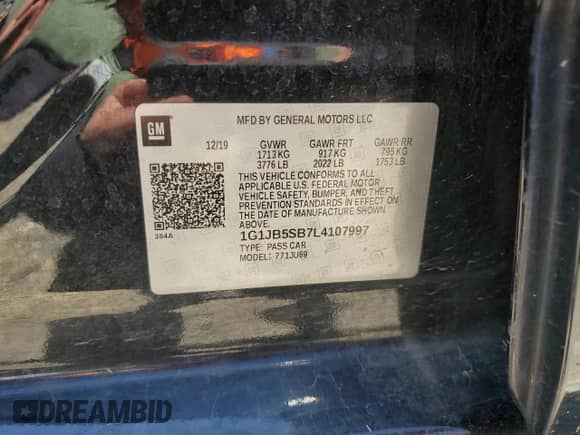 GM
MFD BY GENERAL MOTORS LLC
12/19 GVWR GAWR FRT GAWR RR
1713 KG 917 KG 795 KG
3776 LB 2022 LB 1753 LB
THIS VEHICLE CONFORMS TO ALL
APPLICABLE U.S. FEDERAL MOTOR
VEHICLE SAFETY, BUMPER, AND THEFT
PREVENTION STANDARDS IN EFFECT ON
THE DATE OF MANUFACTURE SHOWN
ABOVE.
384A
1G1JB5SB7L4107997
TYPE: PASS CAR
MODEL: 771JU69
DREAMBID